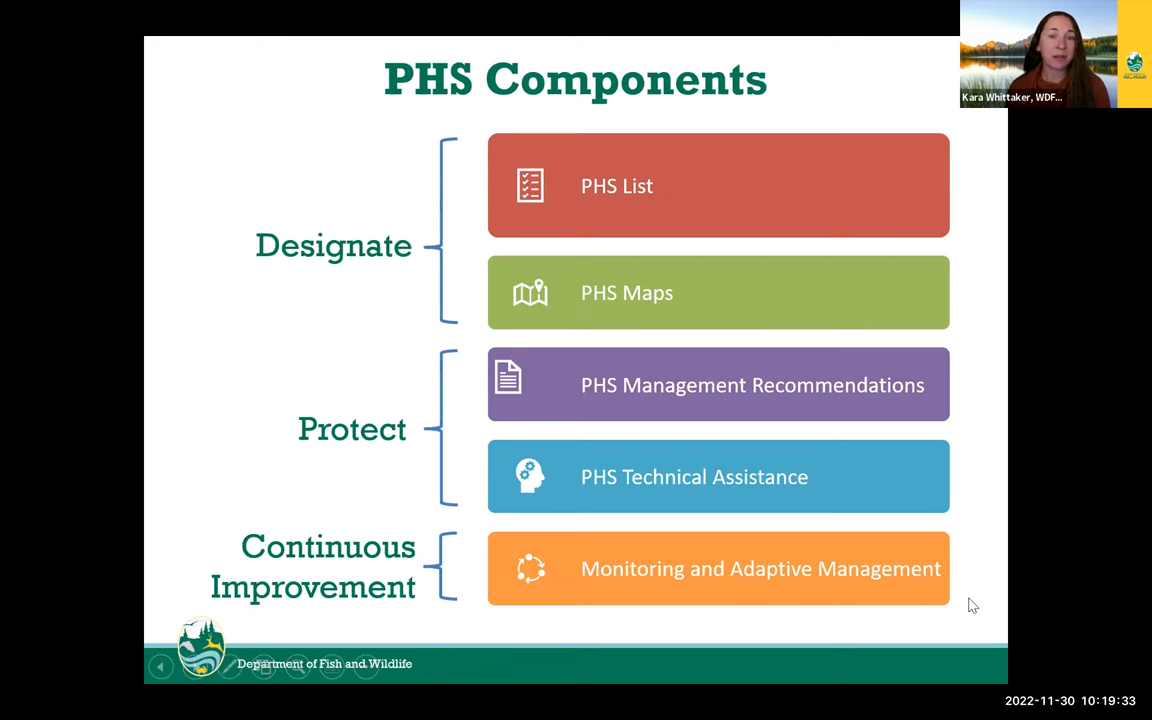 PHS Components
Kara Whittaker, WDF...
Designate
PHS List
PHS Maps
Protect
PHS Management Recommendations
PHS Technical Assistance
Continuous
Improvement
Monitoring and Adaptive Management
Department of Fish and Wildlife
2022-11-30 10:19:33